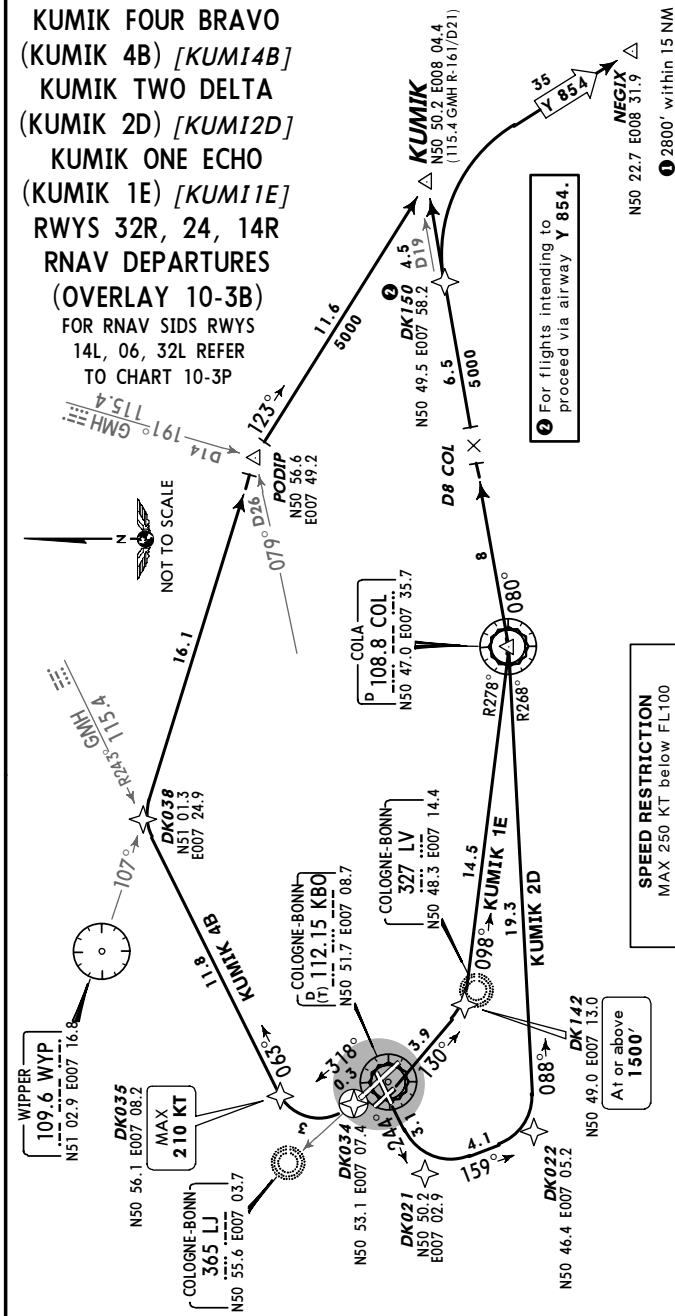 KUMIK FOUR BRAVO
(KUMIK 4B) [KUMI4B]
KUMIK TWO DELTA
(KUMIK 2D) [KUMI2D]
KUMIK ONE ECHO
(KUMIK 1E) [KUMI1E]
RWYS 32R, 24, 14R
RNAV DEPARTURES
(OVERLAY 10-3B)
FOR RNAV SIDS RWYS
14L, 06, 32L REFER
TO CHART 10-3P
KUMIK
N50 50.2 E008 04.4
(115.4 GMH R-161/D21)
35
Y 854
NEGIX
N50 22.7 E008 31.9
❶ 2800' within 15 NM
11.6
5000
4.5
D19
❷
DK150
N50 49.5 E007 58.2
6.5
5000
❷ For flights intending to
proceed via airway Y 854.
GMH
115.4
191°
D14
123°
PODIP
N50 56.6
E007 49.2
079° D26
N
NOT TO SCALE
D8 COL
16.1
8
COLA
D 108.8 COL
N50 47.0 E007 35.7
080°
R278°
R268°
GMH
115.4
R243°
DK038
N51 01.3
E007 24.9
107°
WIPPER
109.6 WYP
N51 02.9 E007 16.8
11.8
KUMIK 4B
063°
DK035
N50 56.1 E007 08.2
MAX
210 KT
3
COLOGNE-BONN
365 LJ
N50 55.6 E007 03.7
318°
0.3
DK034
N50 53.1 E007 07.4
COLOGNE-BONN
D
(T) 112.15 KBO
N50 51.7 E007 08.7
COLOGNE-BONN
327 LV
N50 48.3 E007 14.4
14.5
098°
KUMIK 1E
19.3
KUMIK 2D
3.9
130°
244°
3.1
DK021
N50 50.2
E007 02.9
4.1
159°
088°
DK022
N50 46.4 E007 05.2
DK142
N50 49.0 E007 13.0
At or above
1500'
SPEED RESTRICTION
MAX 250 KT below FL100